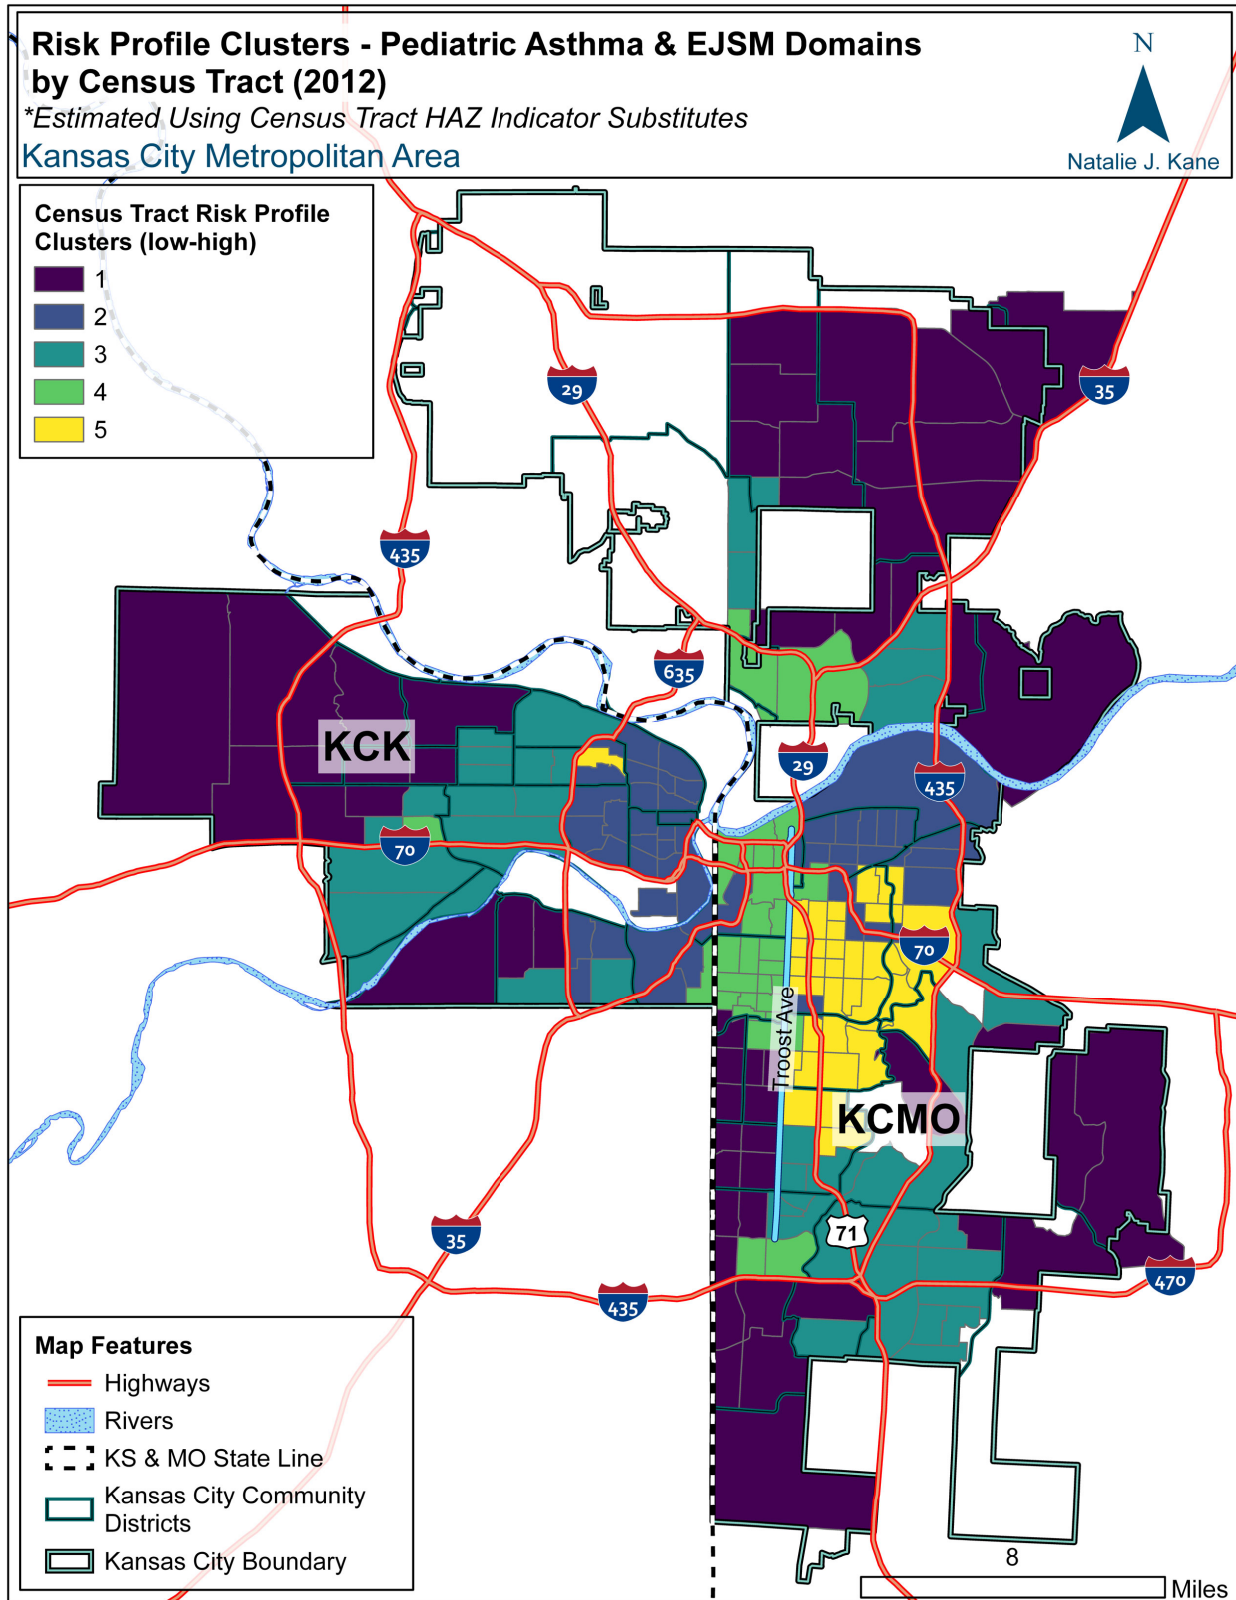 Risk Profile Clusters - Pediatric Asthma & EJSM Domains
by Census Tract (2012)
*Estimated Using Census Tract HAZ Indicator Substitutes
Kansas City Metropolitan Area
N
Natalie J. Kane
Census Tract Risk Profile
Clusters (low-high)
1
2
3
4
5
29
35
435
635
KCK
29
435
70
70
Troost Ave
KCMO
71
35
435
470
Map Features
Highways
Rivers
KS & MO State Line
Kansas City Community
Districts
Kansas City Boundary
8
Miles